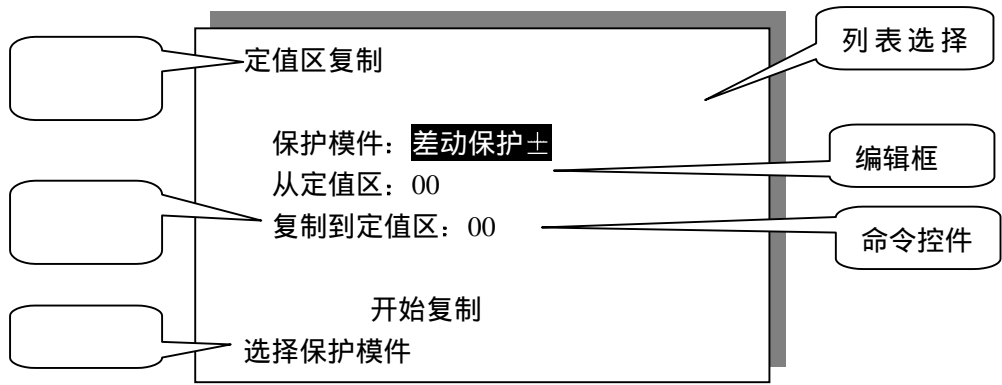 定值区复制
列表选择
保护模件：差动保护±
编辑框
从定值区：00
复制到定值区：00
命令控件
开始复制
选择保护模件